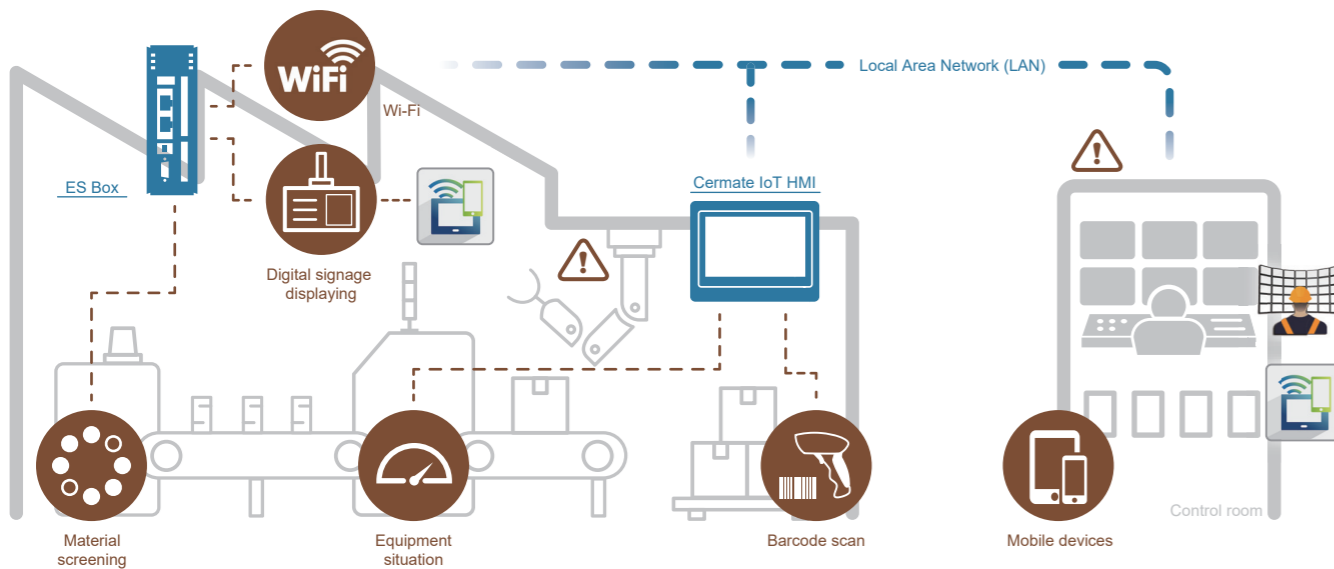 WiFi
Wi-Fi
Local Area Network (LAN)
ES Box
Cermate IoT HMI
Digital signage
displaying
Control room
Material
screening
Equipment
situation
Barcode scan
Mobile devices